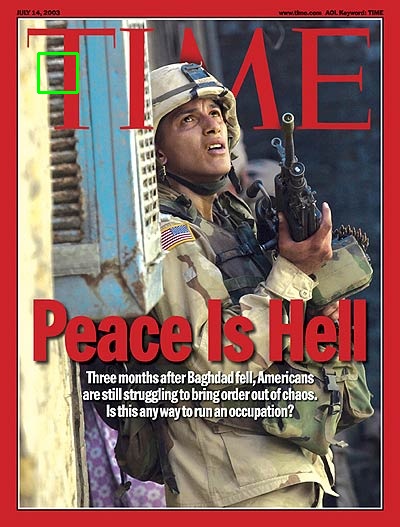 JULY 14, 2003 www.time.com AOL Keyword: TIME
TIME
Peace Is Hell
Three months after Baghdad fell, Americans
are still struggling to bring order out of chaos.
Is this any way to run an occupation?